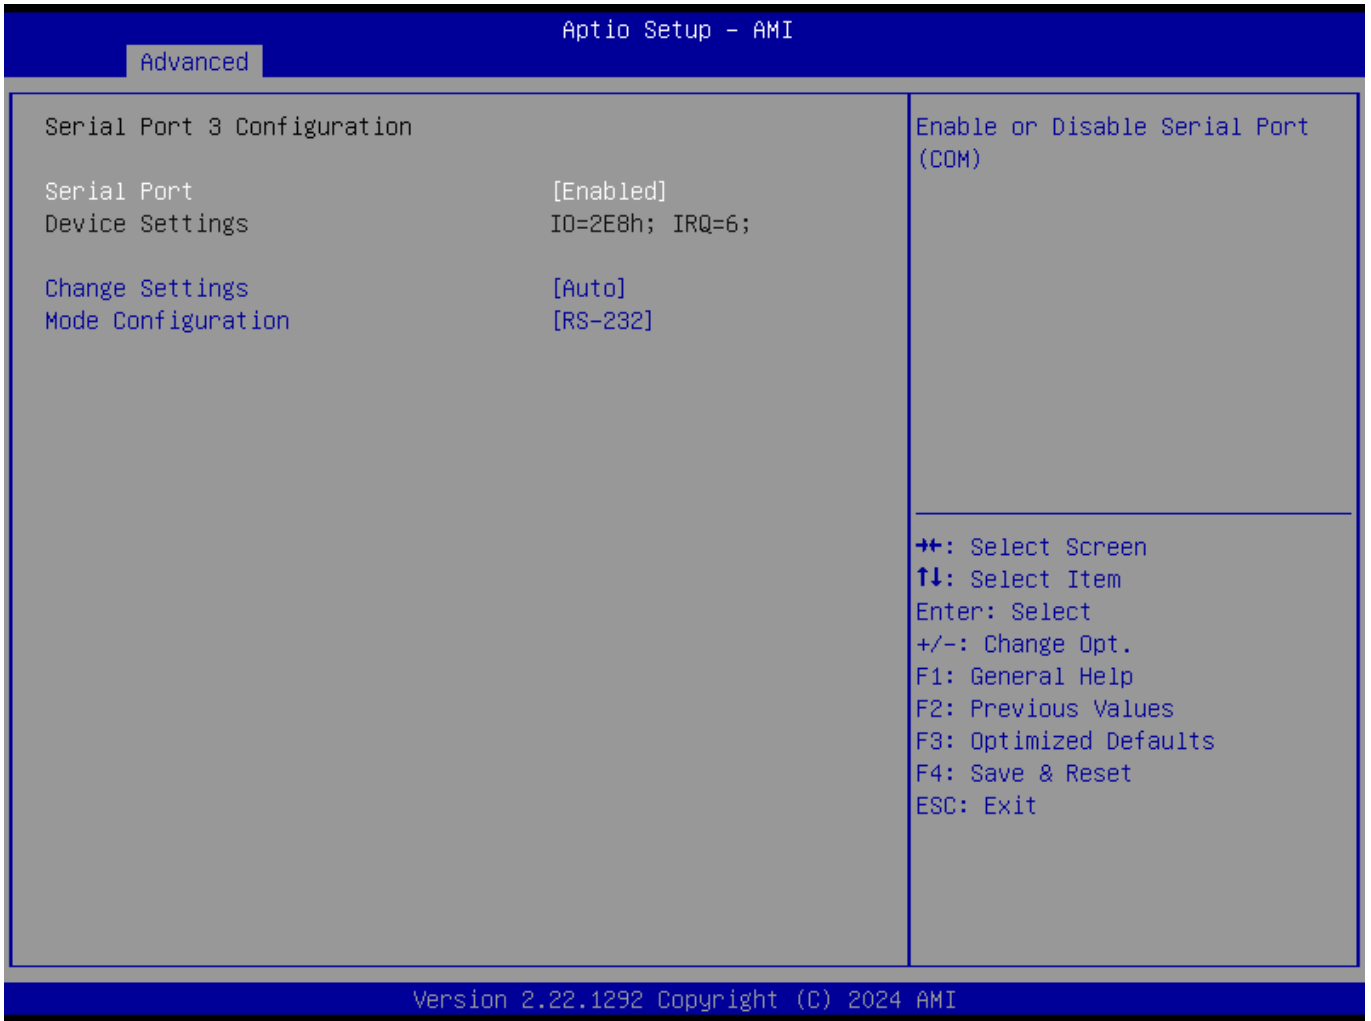 Aptio Setup – AMI
Advanced
Serial Port 3 Configuration
Serial Port [Enabled]
Device Settings IO=2E8h; IRQ=6;
Change Settings [Auto]
Mode Configuration [RS-232]
Enable or Disable Serial Port
(COM)
→←: Select Screen
↑↓: Select Item
Enter: Select
+/-: Change Opt.
F1: General Help
F2: Previous Values
F3: Optimized Defaults
F4: Save & Reset
ESC: Exit
Version 2.22.1292 Copyright (C) 2024 AMI